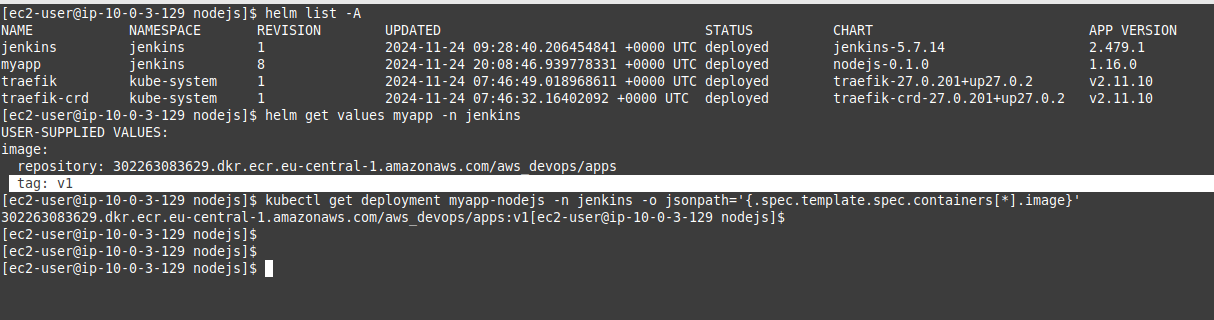 [ec2-user@ip-10-0-3-129 nodejs]$ helm list -A
NAME            NAMESPACE       REVISION        UPDATED                                 STATUS          CHART                           APP VERSION
jenkins         jenkins         1               2024-11-24 09:28:40.206454841 +0000 UTC deployed        jenkins-5.7.14                  2.479.1
myapp           jenkins         8               2024-11-24 20:08:46.939778331 +0000 UTC deployed        nodejs-0.1.0                    1.16.0
traefik         kube-system     1               2024-11-24 07:46:49.018968611 +0000 UTC deployed        traefik-27.0.201+up27.0.2       v2.11.10
traefik-crd     kube-system     1               2024-11-24 07:46:32.16402092 +0000 UTC  deployed        traefik-crd-27.0.201+up27.0.2   v2.11.10
[ec2-user@ip-10-0-3-129 nodejs]$ helm get values myapp -n jenkins
USER-SUPPLIED VALUES:
image:
  repository: 302263083629.dkr.ecr.eu-central-1.amazonaws.com/aws_devops/apps
  tag: v1
[ec2-user@ip-10-0-3-129 nodejs]$ kubectl get deployment myapp-nodejs -n jenkins -o jsonpath='{.spec.template.spec.containers[*].image}'
302263083629.dkr.ecr.eu-central-1.amazonaws.com/aws_devops/apps:v1[ec2-user@ip-10-0-3-129 nodejs]$
[ec2-user@ip-10-0-3-129 nodejs]$
[ec2-user@ip-10-0-3-129 nodejs]$
[ec2-user@ip-10-0-3-129 nodejs]$